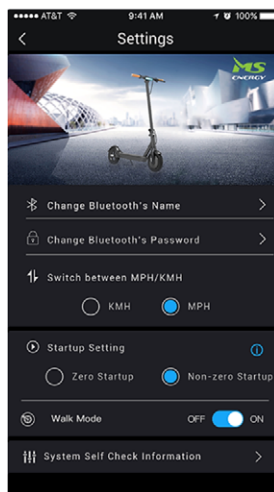 AT&T 9:41 AM 100%
Settings
MS
ENERGY
Change Bluetooth's Name
Change Bluetooth's Password
Switch between MPH/KMH
KMH MPH
Startup Setting
Zero Startup Non-zero Startup
Walk Mode OFF ON
System Self Check Information